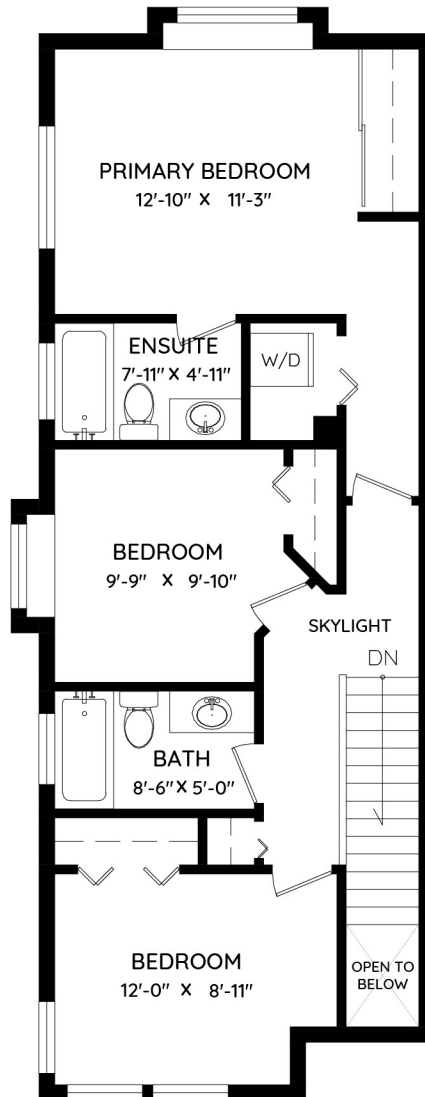 PRIMARY BEDROOM
12'-10" X 11'-3"
ENSUITE
7'-11" X 4'-11"
W/D
BEDROOM
9'-9" X 9'-10"
SKYLIGHT
DN
BATH
8'-6" X 5'-0"
BEDROOM
12'-0" X 8'-11"
OPEN TO
BELOW